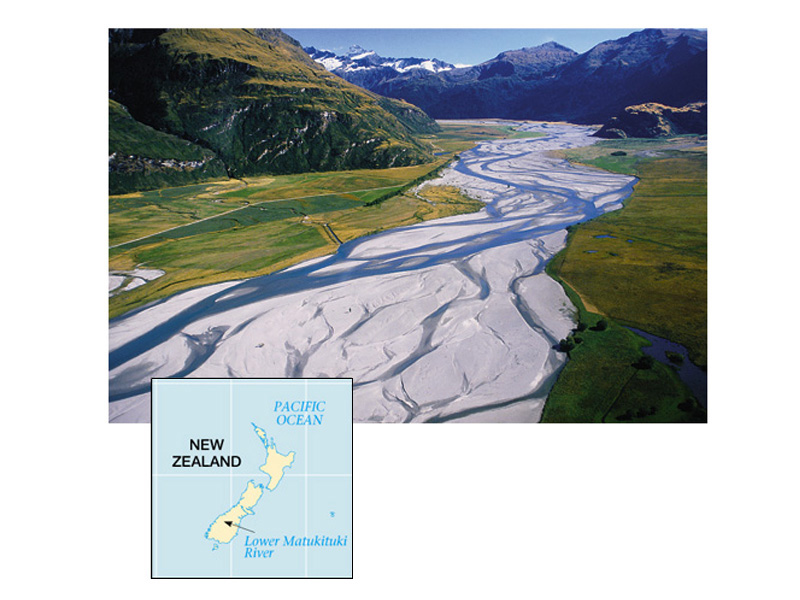 PACIFIC
OCEAN
NEW
ZEALAND
Lower Matukituki
River